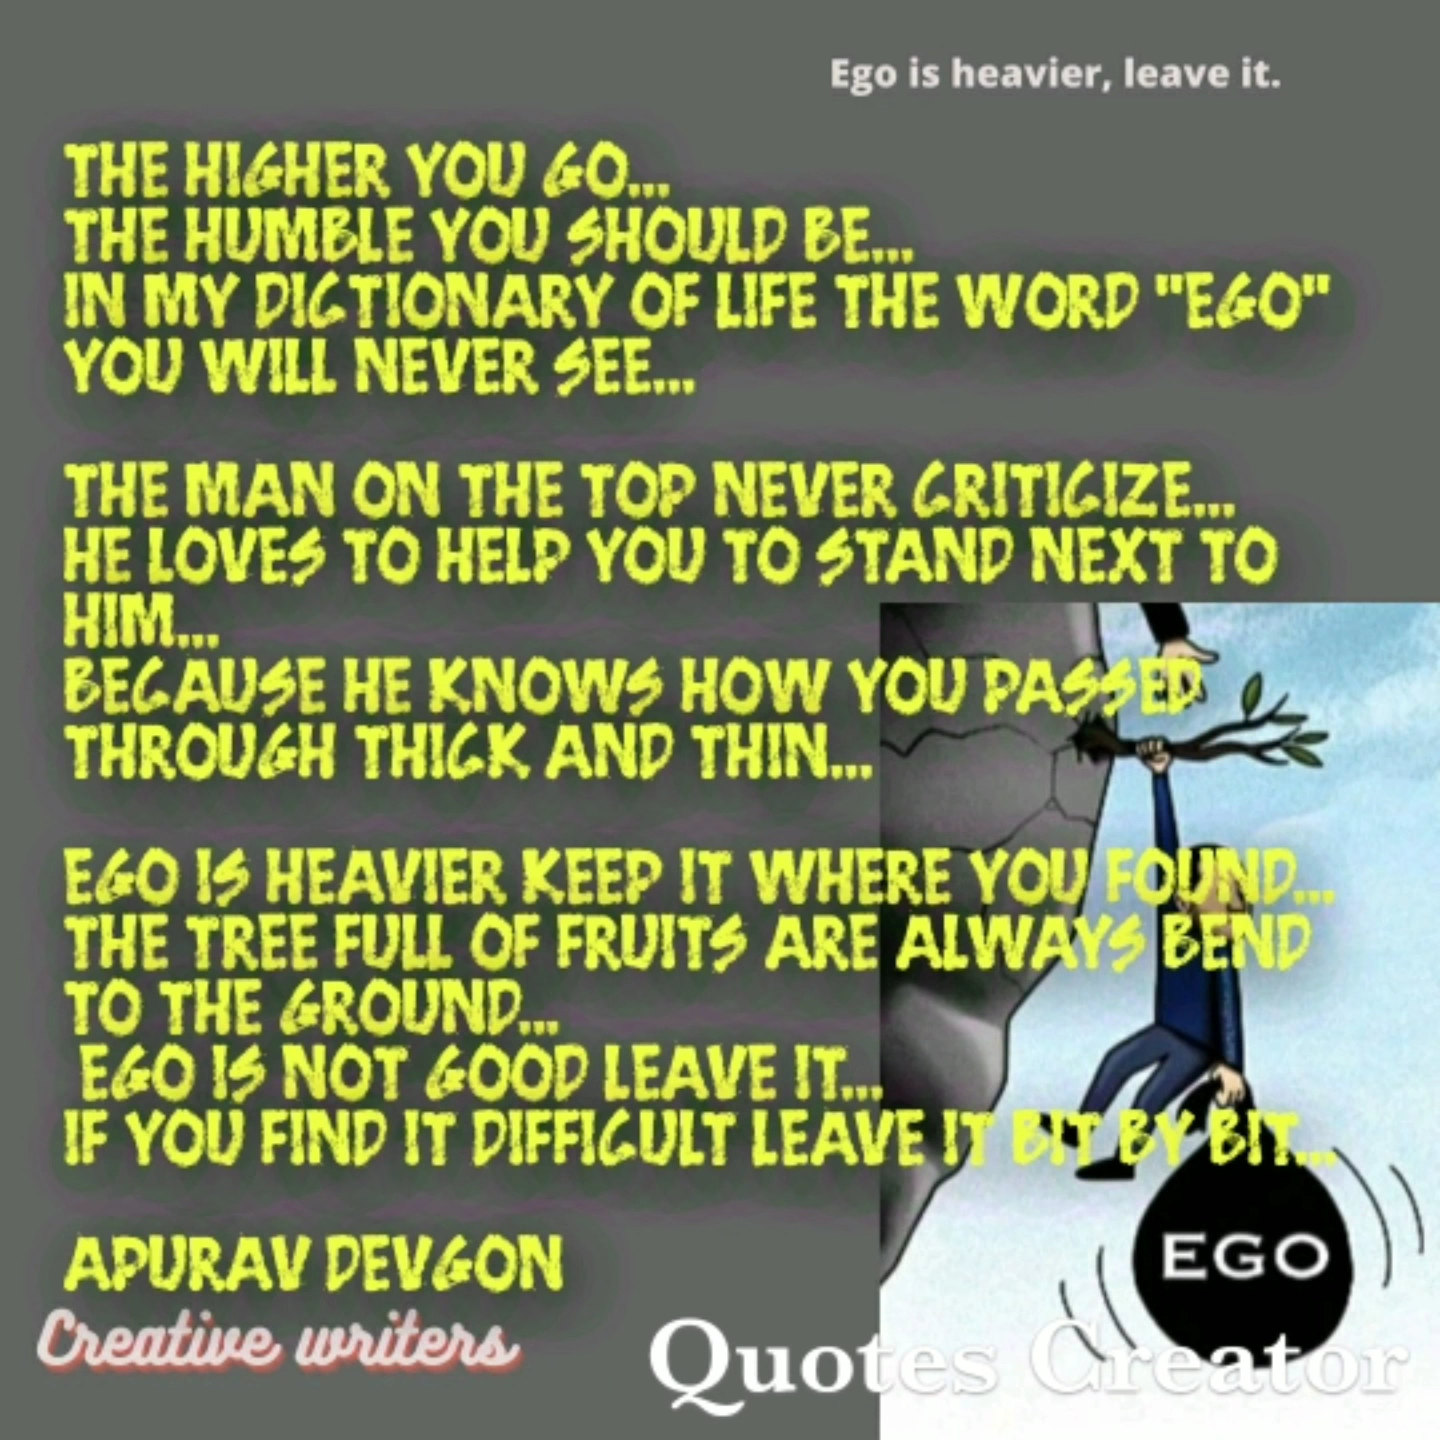 Ego is heavier, leave it.
THE HIGHER YOU GO...
THE HUMBLE YOU SHOULD BE...
IN MY DICTIONARY OF LIFE THE WORD "EGO"
YOU WILL NEVER SEE...
THE MAN ON THE TOP NEVER CRITICIZE...
HE LOVES TO HELP YOU TO STAND NEXT TO
HIM...
BECAUSE HE KNOWS HOW YOU PASSED
THROUGH THICK AND THIN...
EGO IS HEAVIER KEEP IT WHERE YOU FOUND...
THE TREE FULL OF FRUITS ARE ALWAYS BEND
TO THE GROUND...
EGO IS NOT GOOD LEAVE IT...
IF YOU FIND IT DIFFICULT LEAVE IT BIT BY BIT...
EGO
APURAV DEVGON
Creative writers
Quotes Creator